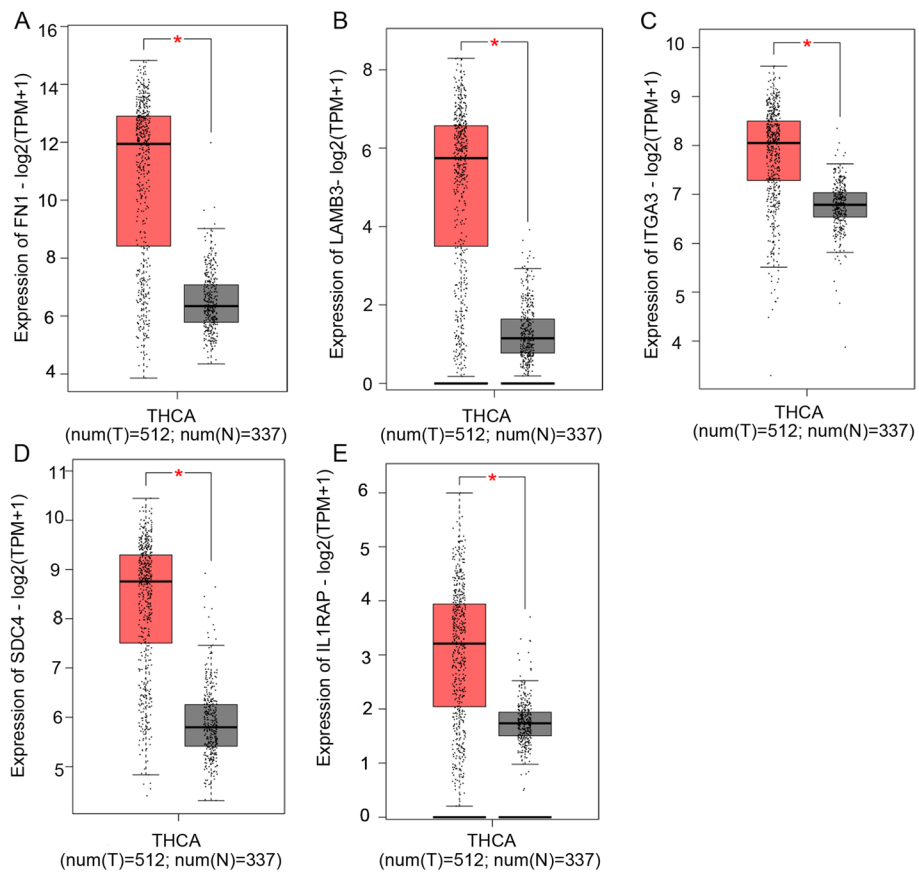 A
Expression of FN1 - log2(TPM+1)
16
14
12
10
8
6
4
*
THCA
(num(T)=512; num(N)=337)
B
Expression of LAMB3- log2(TPM+1)
8
6
4
2
0
*
THCA
(num(T)=512; num(N)=337)
C
Expression of ITGA3 - log2(TPM+1)
10
9
8
7
6
5
4
*
THCA
(num(T)=512; num(N)=337)
D
Expression of SDC4 - log2(TPM+1)
11
10
9
8
7
6
5
*
THCA
(num(T)=512; num(N)=337)
E
Expression of IL1RAP - log2(TPM+1)
6
5
4
3
2
1
0
*
THCA
(num(T)=512; num(N)=337)